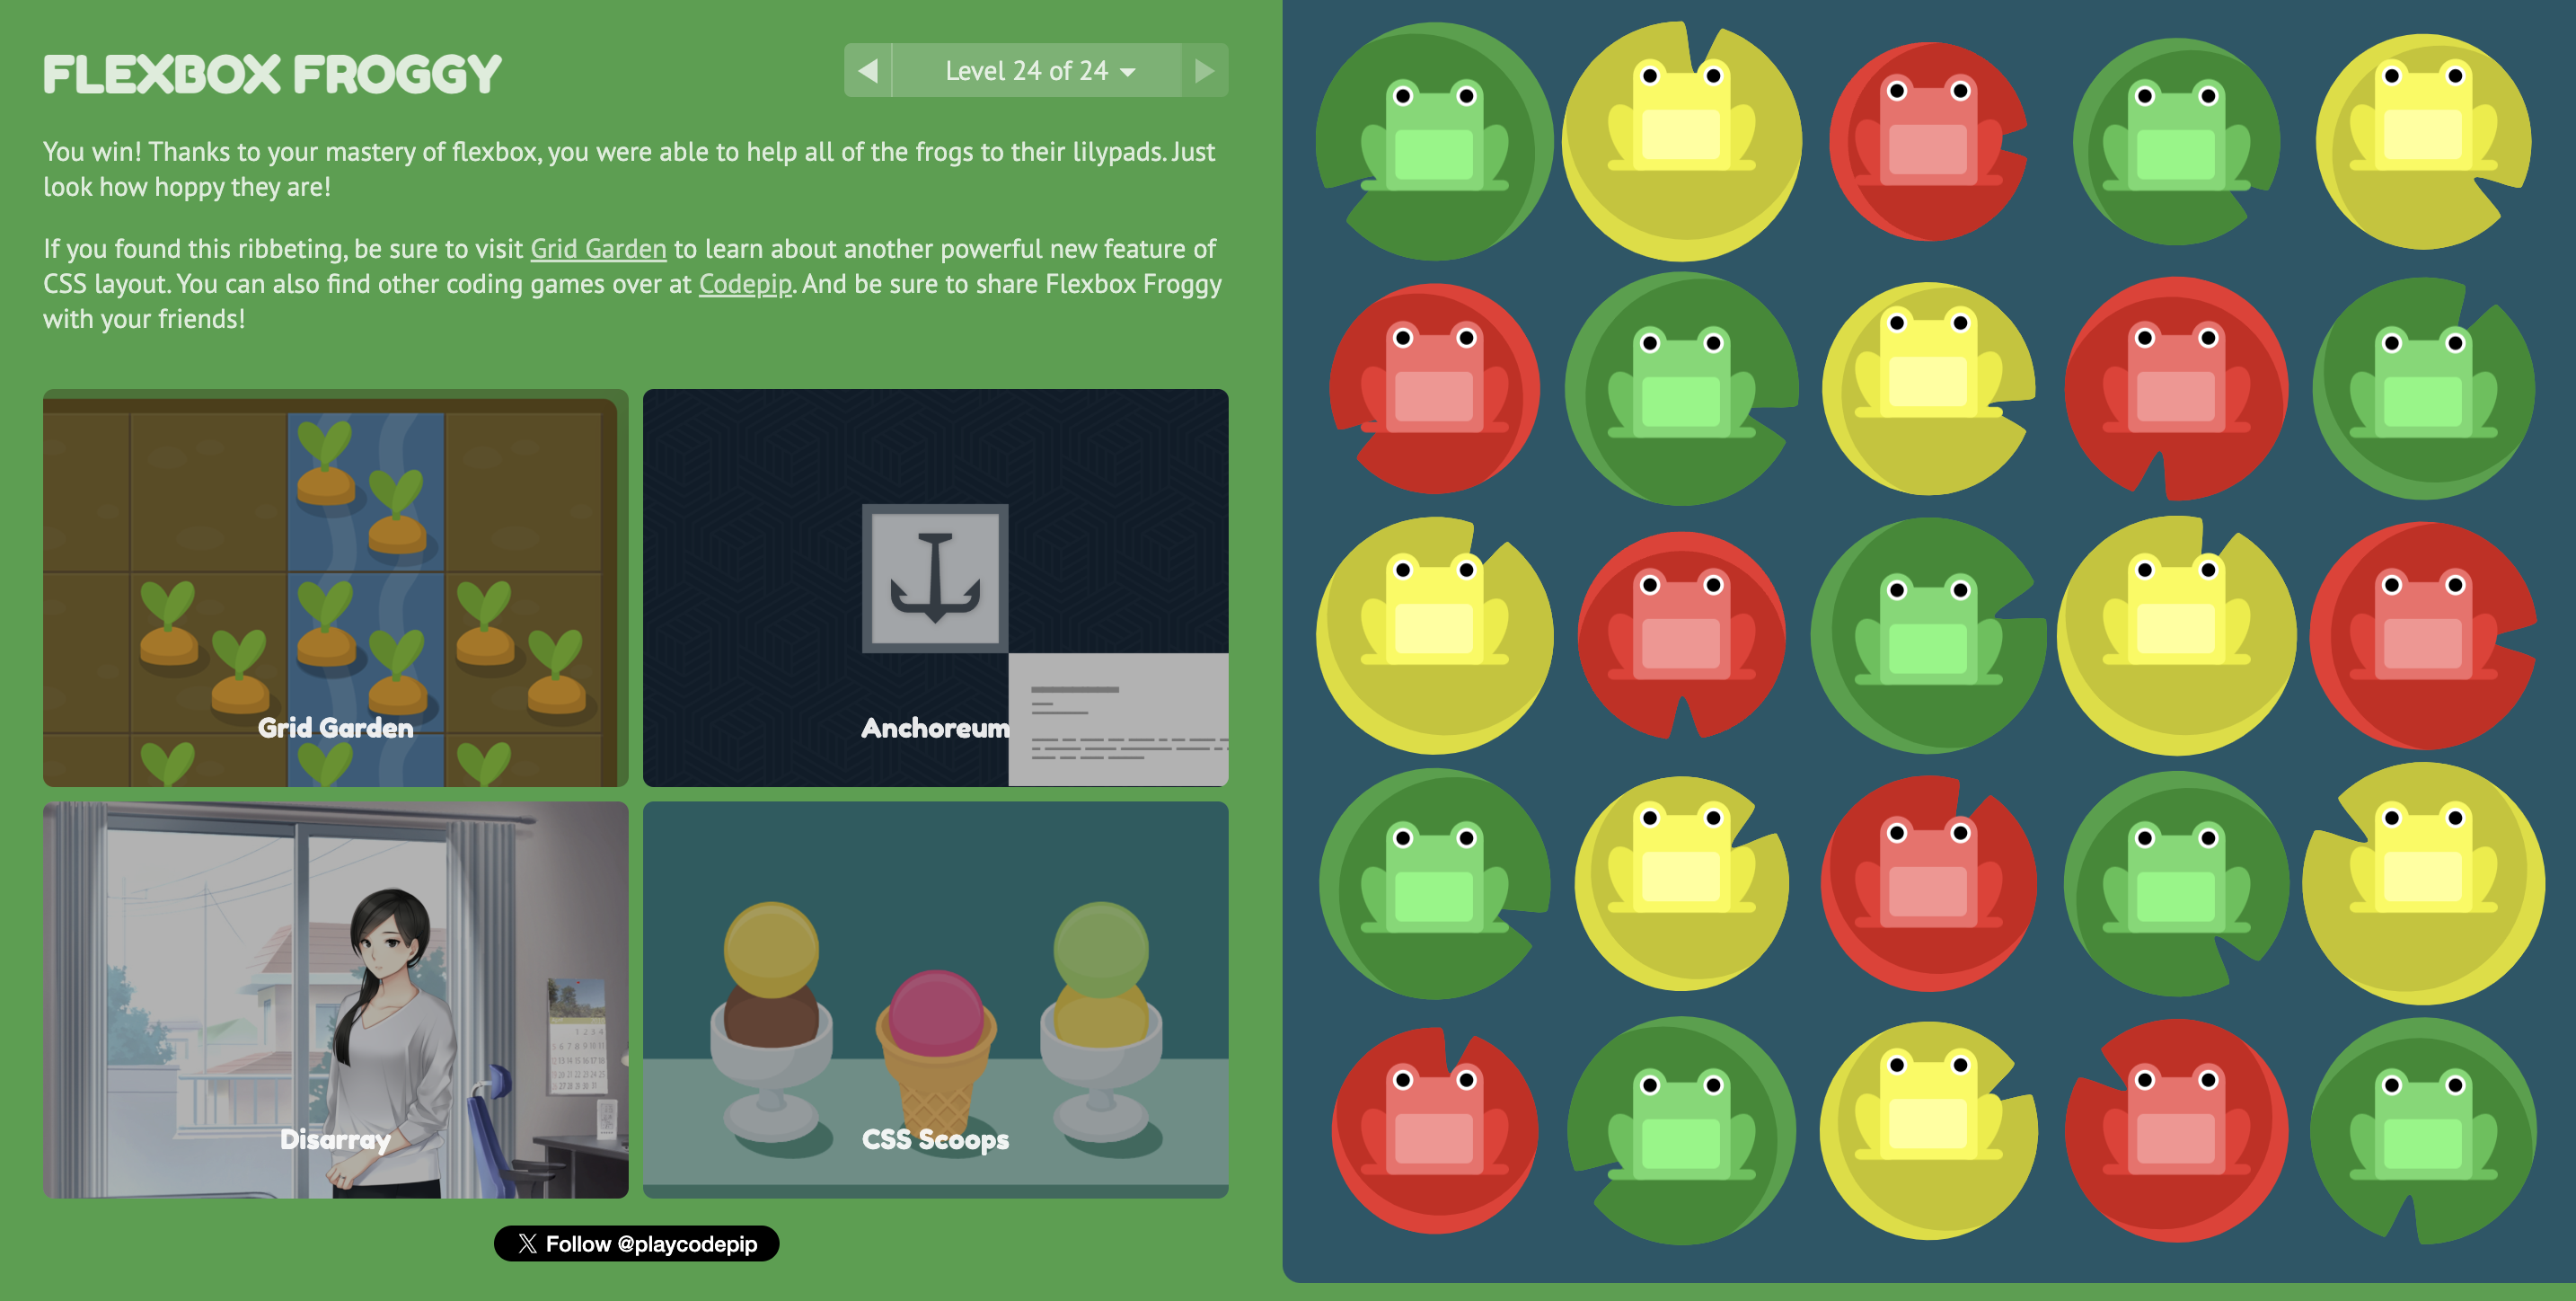 FLEXBOX FROGGY
Level 24 of 24
You win! Thanks to your mastery of flexbox, you were able to help all of the frogs to their lilypads. Just
look how hoppy they are!
If you found this ribbeting, be sure to visit Grid Garden to learn about another powerful new feature of
CSS layout. You can also find other coding games over at Codepip. And be sure to share Flexbox Froggy
with your friends!
Grid Garden
Anchoreum
Disarray
CSS Scoops
X Follow @playcodepip